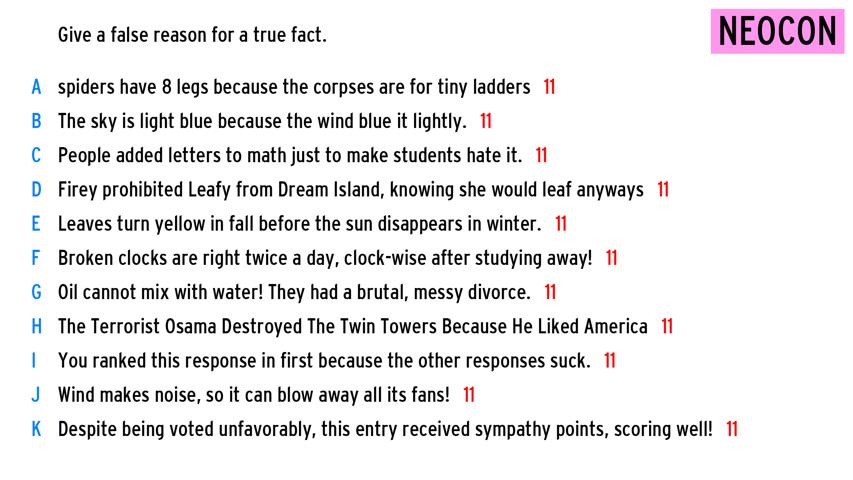 Give a false reason for a true fact.
NEOCON
A spiders have 8 legs because the corpses are for tiny ladders 11
B The sky is light blue because the wind blue it lightly. 11
C People added letters to math just to make students hate it. 11
D Firey prohibited Leafy from Dream Island, knowing she would leaf anyways 11
E Leaves turn yellow in fall before the sun disappears in winter. 11
F Broken clocks are right twice a day, clock-wise after studying away! 11
G Oil cannot mix with water! They had a brutal, messy divorce. 11
H The Terrorist Osama Destroyed The Twin Towers Because He Liked America 11
I You ranked this response in first because the other responses suck. 11
J Wind makes noise, so it can blow away all its fans! 11
K Despite being voted unfavorably, this entry received sympathy points, scoring well! 11